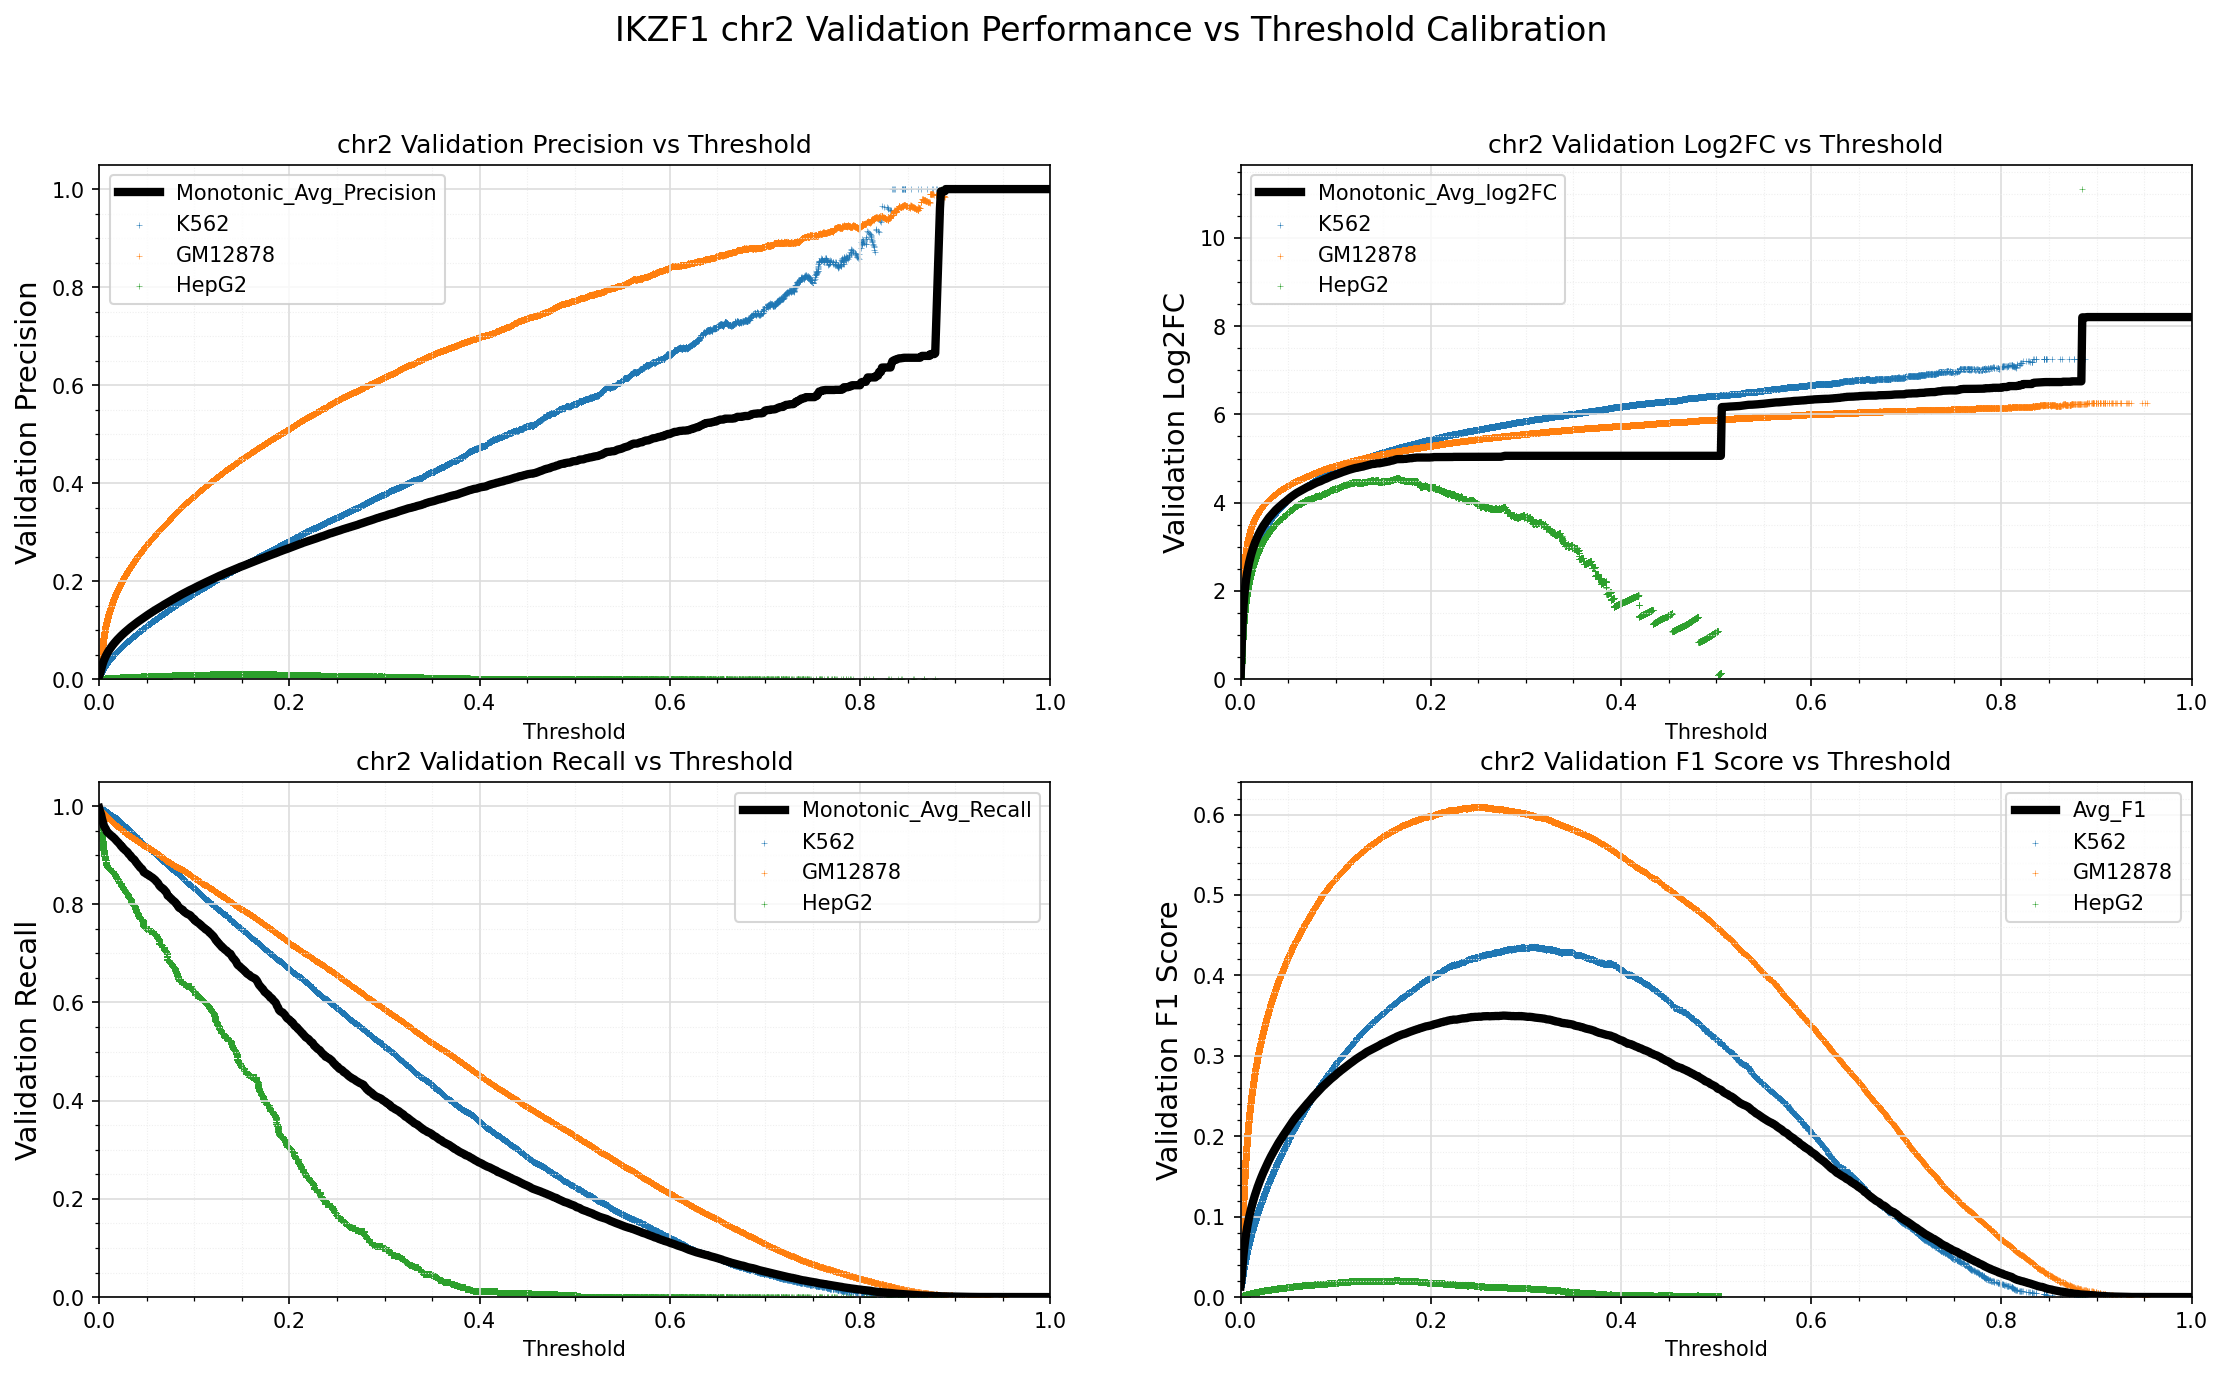 IKZF1 chr2 Validation Performance vs Threshold Calibration
chr2 Validation Precision vs Threshold
Validation Precision
1.0
0.8
0.6
0.4
0.2
0.0
Monotonic_Avg_Precision
K562
GM12878
HepG2
0.0 0.2 0.4 0.6 0.8 1.0
Threshold
chr2 Validation Log2FC vs Threshold
Validation Log2FC
10
8
6
4
2
0
Monotonic_Avg_log2FC
K562
GM12878
HepG2
0.0 0.2 0.4 0.6 0.8 1.0
Threshold
chr2 Validation Recall vs Threshold
Validation Recall
1.0
0.8
0.6
0.4
0.2
0.0
Monotonic_Avg_Recall
K562
GM12878
HepG2
0.0 0.2 0.4 0.6 0.8 1.0
Threshold
chr2 Validation F1 Score vs Threshold
Validation F1 Score
0.6
0.5
0.4
0.3
0.2
0.1
0.0
Avg_F1
K562
GM12878
HepG2
0.0 0.2 0.4 0.6 0.8 1.0
Threshold